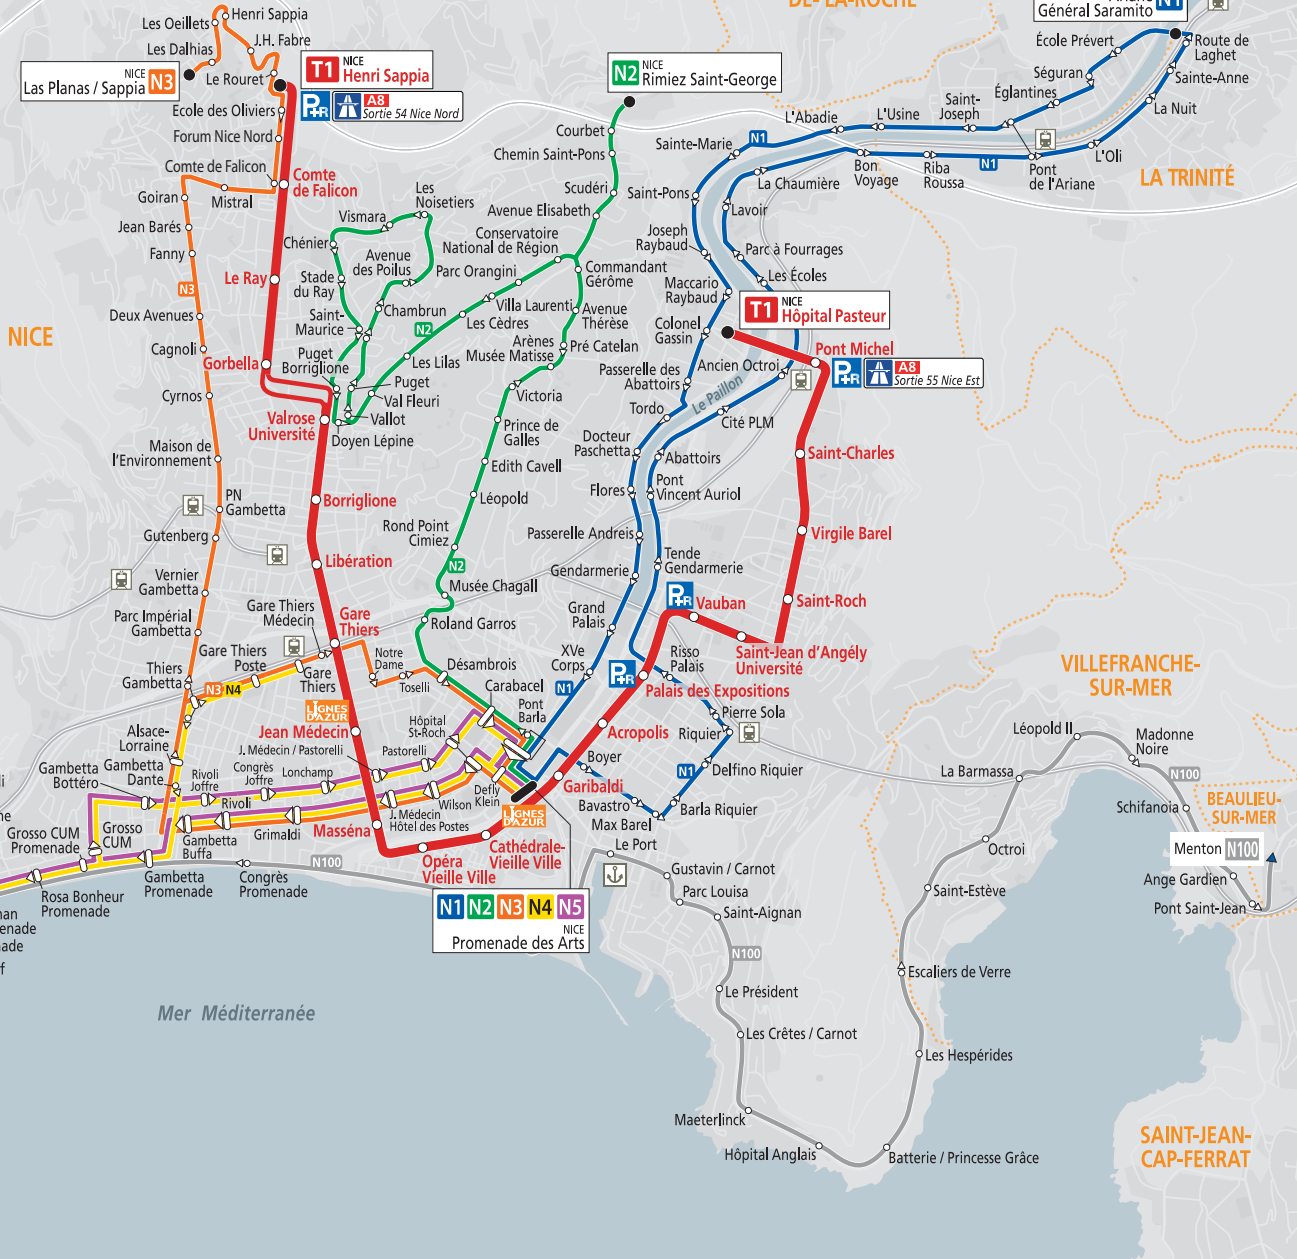 DE- LA-ROCHE
N1
Général Saramito
École Prévert
Route de
Laghet
Séguran
Sainte-Anne
Églantines
La Nuit
Saint-
Joseph
L'Usine
L'Abadie
Sainte-Marie
N1
L'Oli
N1
Pont
de l'Ariane
Riba
Roussa
Bon
Voyage
La Chaumière
LA TRINITÉ
Henri Sappia
Les Oeillets
J.H. Fabre
Les Dalhias
NICE
Las Planas / Sappia
N3
Le Rouret
T1
NICE
Henri Sappia
P+R
A8
Sortie 54 Nice Nord
Ecole des Oliviers
Forum Nice Nord
Comte de Falicon
Comte
de Falicon
Goiran
Mistral
Jean Barés
Fanny
N3
Le Ray
Deux Avenues
Cagnoli
Gorbella
Cyrnos
NICE
Maison de
l'Environnement
PN
Gambetta
Gutenberg
Vernier
Gambetta
Parc Impérial
Gambetta
Thiers
Gambetta
N2
NICE
Rimiez Saint-George
Courbet
Chemin Saint-Pons
Scudéri
Avenue Elisabeth
Conservatoire
National de Région
Commandant
Gérôme
Parc Orangini
Villa Laurenti
Avenue
Thérèse
Les Cèdres
N2
Arènes
Musée Matisse
Pré Catelan
Les Lilas
Les
Noisetiers
Vismara
Chénier
Avenue
des Poilus
Stade
du Ray
Chambrun
Saint-
Maurice
Puget
Borriglione
Puget
Val Fleuri
Vallot
Doyen Lépine
Valrose
Université
Borriglione
Libération
Victoria
Prince de
Galles
Edith Cavell
Léopold
Rond Point
Cimiez
N2
Musée Chagall
Roland Garros
Désambrois
Carabacel
Pont
Barla
Saint-Pons
Lavoir
Joseph
Raybaud
Parc à Fourrages
Les Écoles
Maccario
Raybaud
T1
NICE
Hôpital Pasteur
Colonel
Gassin
Pont Michel
P+R
A8
Sortie 55 Nice Est
Ancien Octroi
Passerelle des
Abattoirs
Le Paillon
Tordo
Cité PLM
Docteur
Paschetta
Abattoirs
Flores
Pont
Vincent Auriol
Passerelle Andreis
Tende
Gendarmerie
Gendarmerie
Saint-Charles
Virgile Barel
Saint-Roch
P+R
Vauban
Saint-Jean d'Angély
Université
Grand
Palais
XVe
Corps
N1
P+R
Risso
Palais
Palais des Expositions
Pierre Sola
Riquier
Acropolis
Delfino Riquier
N1
Boyer
Garibaldi
Bavastro
Max Barel
Barla Riquier
Gare Thiers
Médecin
Gare
Thiers
Gare Thiers
Poste
Gare
Thiers
N3
N4
Notre
Dame
Toselli
LIGNES
D'AZUR
Jean Médecin
Hôpital
St-Roch
Pastorelli
J. Médecin / Pastorelli
Lonchamp
Congrès
Joffre
Rivoli
Joffre
Alsace-
Lorraine
Gambetta
Dante
Gambetta
Bottéro
Rivoli
Grimaldi
Masséna
J. Médecin
Hôtel des Postes
Wilson
Defly
Klein
LIGNES
D'AZUR
Cathédrale-
Vieille Ville
Opéra
Vieille Ville
Grosso CUM
Promenade
Grosso
CUM
Gambetta
Buffa
Gambetta
Promenade
Congrès
Promenade
N100
Rosa Bonheur
Promenade
N1
N2
N3
N4
N5
NICE
Promenade des Arts
Le Port
Gustavin / Carnot
Parc Louisa
Saint-Aignan
N100
Le Président
Les Crêtes / Carnot
Maeterlinck
Hôpital Anglais
Batterie / Princesse Grâce
Les Hespérides
Escaliers de Verre
Saint-Estève
Octroi
La Barmassa
Léopold II
Madonne
Noire
N100
Schifanoia
VILLEFRANCHE-
SUR-MER
BEAULIEU-
SUR-MER
Menton
N100
Ange Gardien
Pont Saint-Jean
SAINT-JEAN-
CAP-FERRAT
Mer Méditerranée